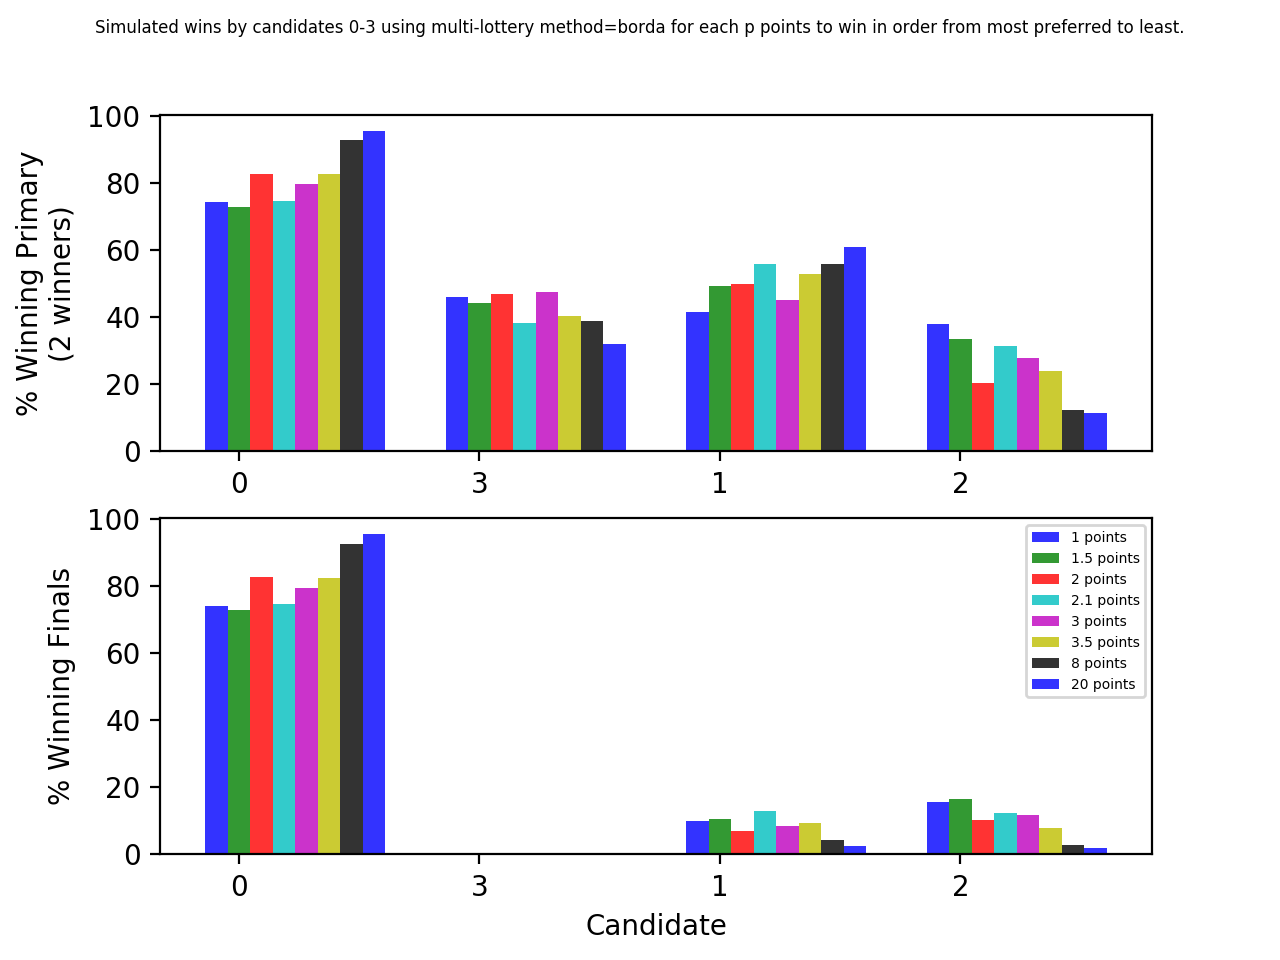 Simulated wins by candidates 0-3 using multi-lottery method=borda for each p points to win in order from most preferred to least.
% Winning Primary
(2 winners)
100
80
60
40
20
0
0 3 1 2
% Winning Finals
100
80
60
40
20
0
1 points
1.5 points
2 points
2.1 points
3 points
3.5 points
8 points
20 points
0 3 1 2
Candidate